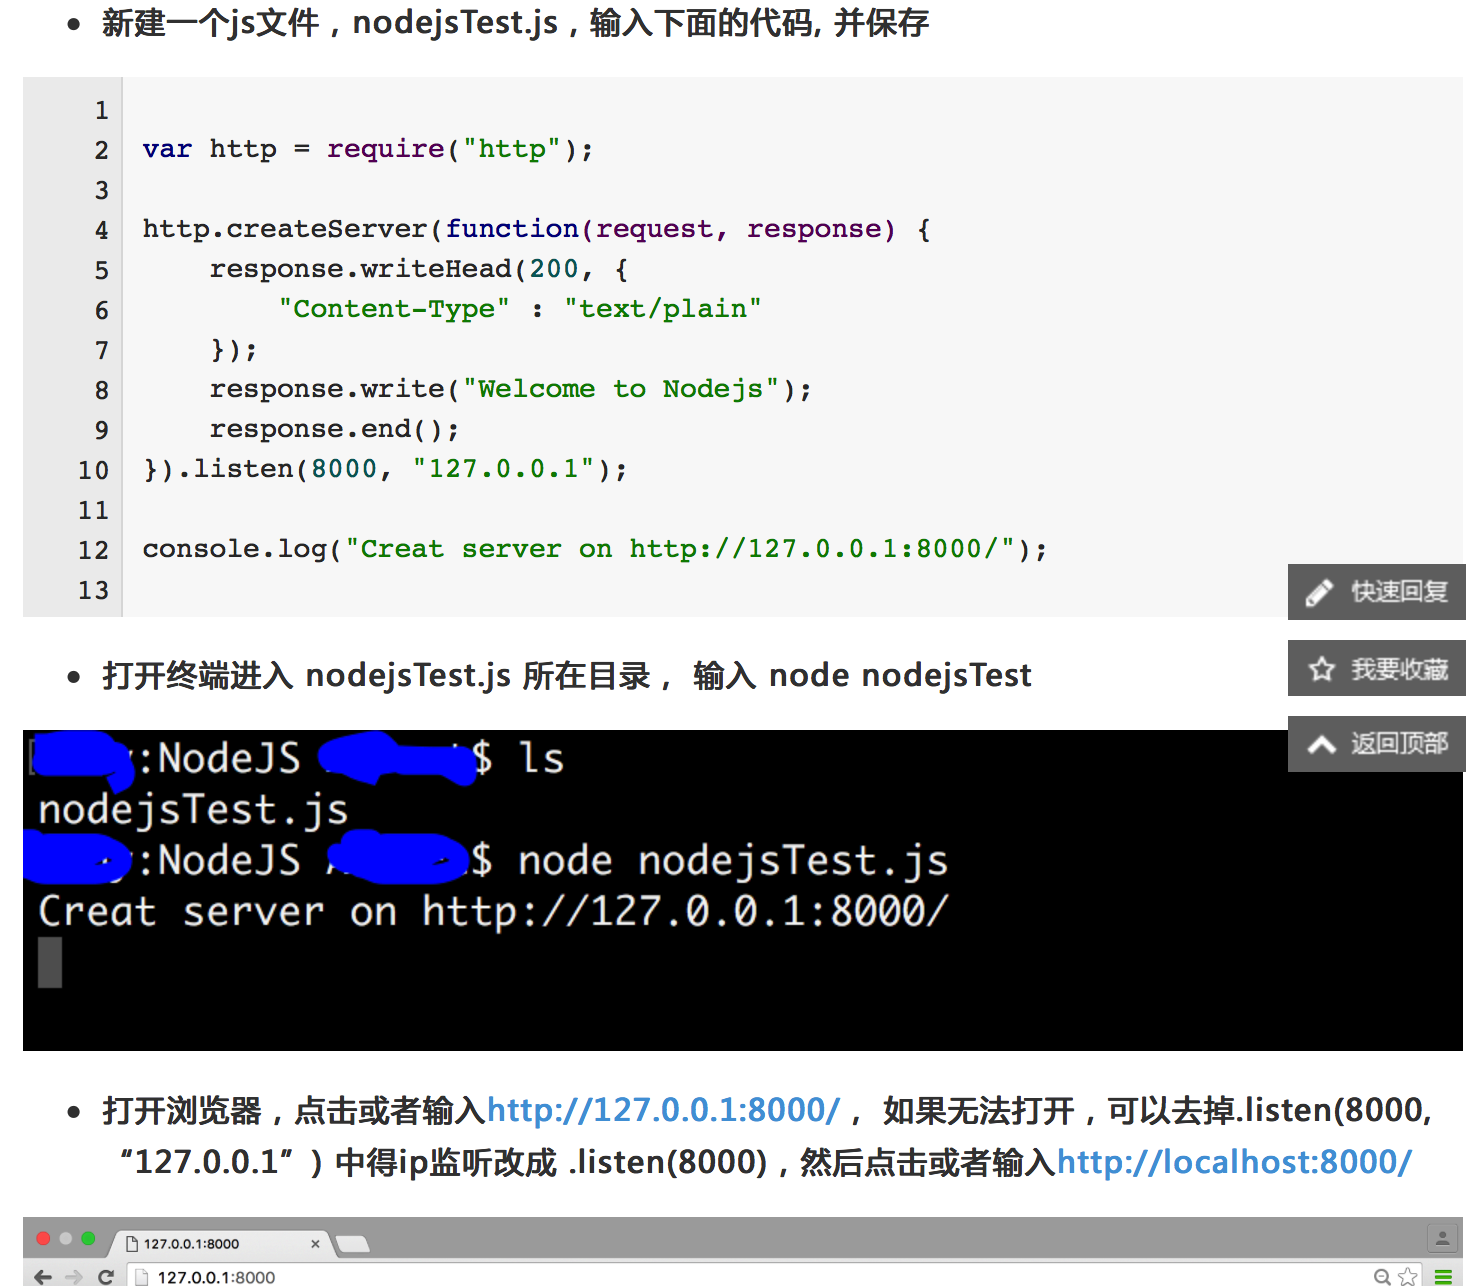 新建一个js文件，nodejsTest.js，输入下面的代码, 并保存
1
2 var http = require("http");
3
4 http.createServer(function(request, response) {
5 response.writeHead(200, {
6 "Content-Type" : "text/plain"
7 });
8 response.write("Welcome to Nodejs");
9 response.end();
10 }).listen(8000, "127.0.0.1");
11
12 console.log("Creat server on http://127.0.0.1:8000/");
13
快速回复
打开终端进入 nodejsTest.js 所在目录， 输入 node nodejsTest
我要收藏
返回顶部
:NodeJS $ ls
nodejsTest.js
:NodeJS $ node nodejsTest.js
Creat server on http://127.0.0.1:8000/
打开浏览器，点击或者输入http://127.0.0.1:8000/， 如果无法打开，可以去掉.listen(8000,
“127.0.0.1”) 中得ip监听改成 .listen(8000)，然后点击或者输入http://localhost:8000/
127.0.0.1:8000
127.0.0.1:8000